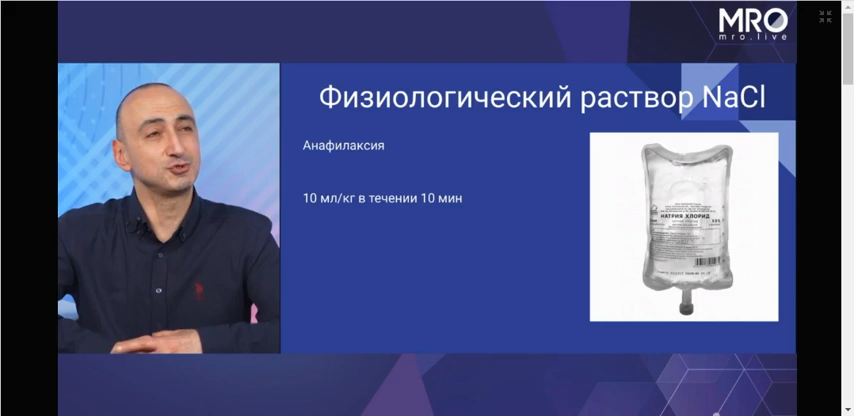 MRO
mro.live
Физиологический раствор NaCl
Анафилаксия
10 мл/кг в течении 10 мин
НАТРИЯ ХЛОРИД